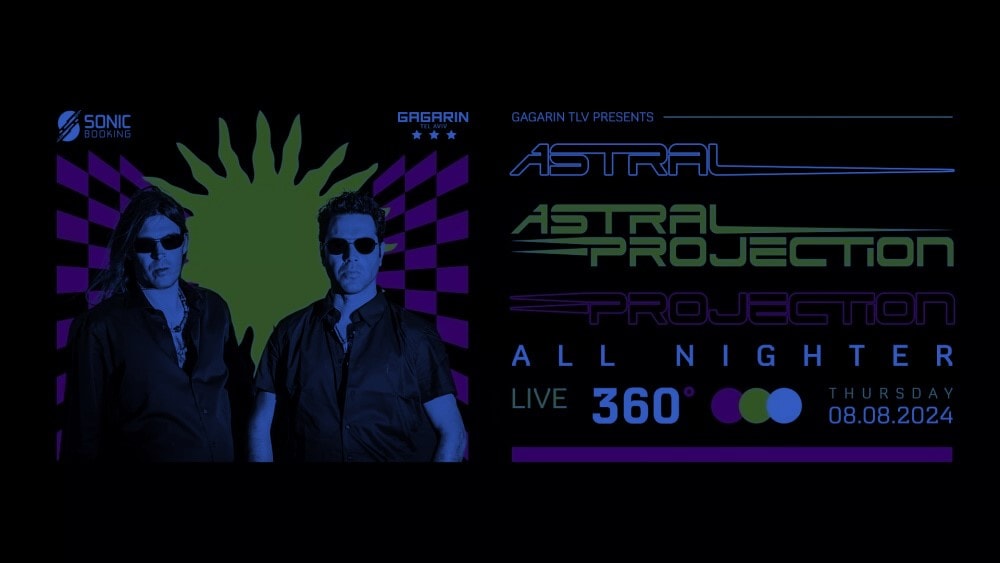 SONIC
BOOKING
GAGARIN
TEL AVIV
GAGARIN TLV PRESENTS
ASTRAL
ASTRAL
PROJECTION
PROJECTION
ALL NIGHTER
LIVE 360°
THURSDAY
08.08.2024